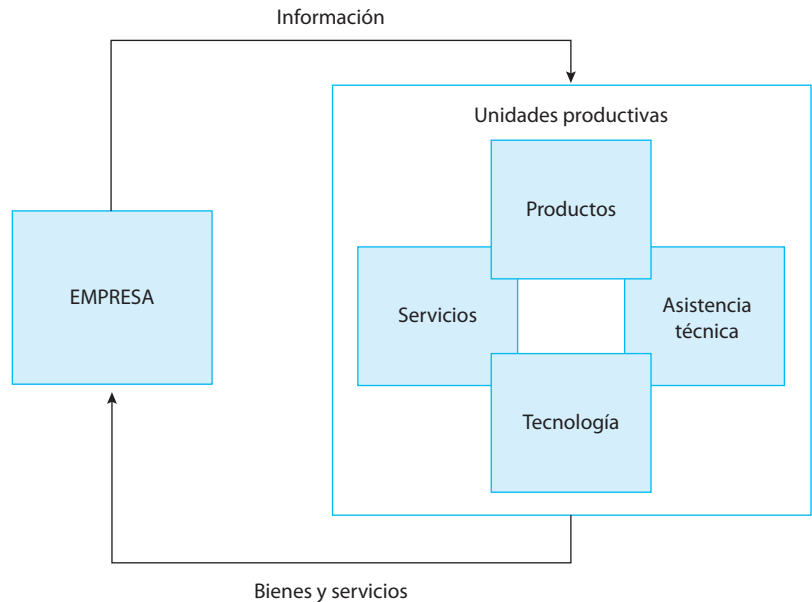 Información
Unidades productivas
Productos
EMPRESA
Servicios
Asistencia
técnica
Tecnología
Bienes y servicios